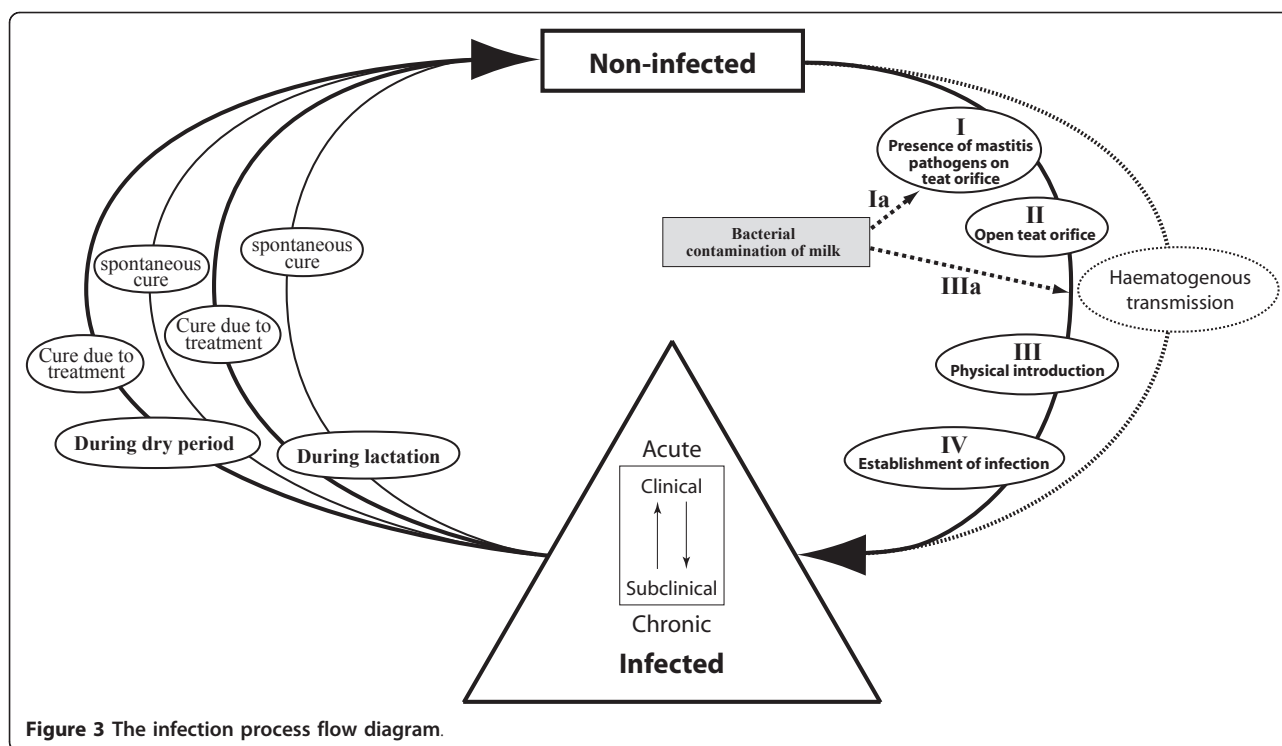 Non-infected
I
Presence of mastitis
pathogens on
teat orifice
Ia
II
Open teat orifice
Bacterial
contamination of milk
IIIa
Haematogenous
transmission
III
Physical introduction
IV
Establishment of infection
spontaneous
cure
spontaneous
cure
Cure due to
treatment
Cure due to
treatment
During dry period
During lactation
Acute
Clinical
Subclinical
Chronic
Infected
Figure 3 The infection process flow diagram.